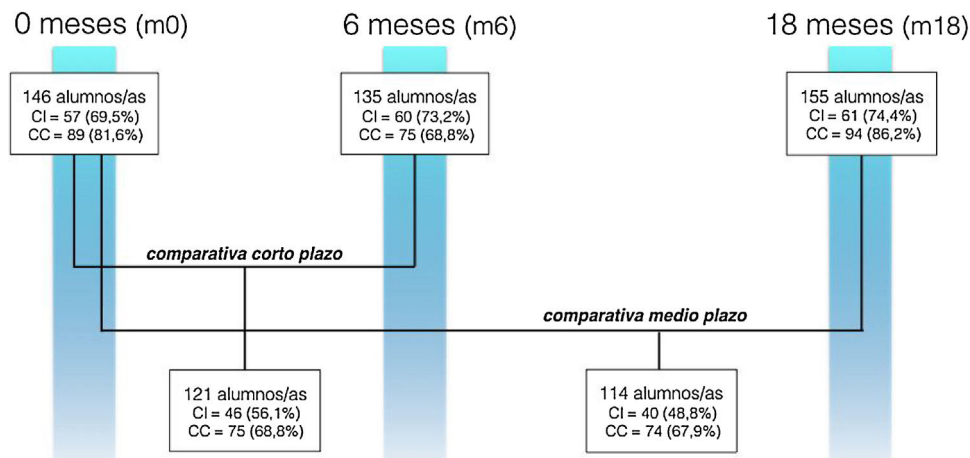 0 meses (m0)
6 meses (m6)
18 meses (m18)
146 alumnos/as
CI = 57 (69,5%)
CC = 89 (81,6%)
135 alumnos/as
CI = 60 (73,2%)
CC = 75 (68,8%)
155 alumnos/as
CI = 61 (74,4%)
CC = 94 (86,2%)
comparativa corto plazo
comparativa medio plazo
121 alumnos/as
CI = 46 (56,1%)
CC = 75 (68,8%)
114 alumnos/as
CI = 40 (48,8%)
CC = 74 (67,9%)